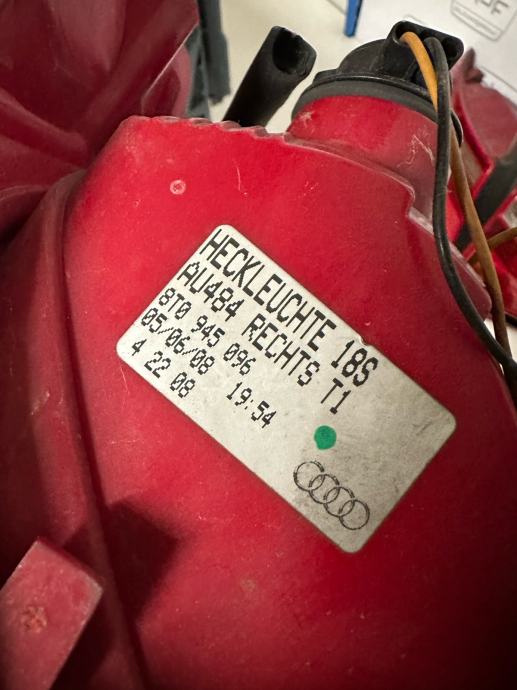 HECKLEUCHTE 18S
AU484 RECHTS T1
8T0 945 096
05/06/08 19:54
4 22 08